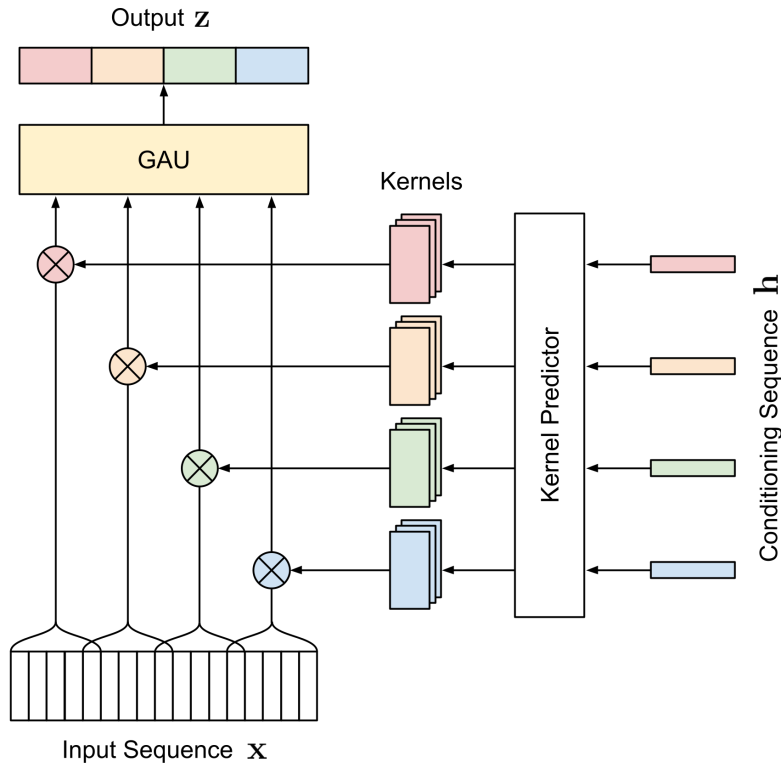 Output z
GAU
Kernels
Kernel Predictor
Conditioning Sequence h
Input Sequence x